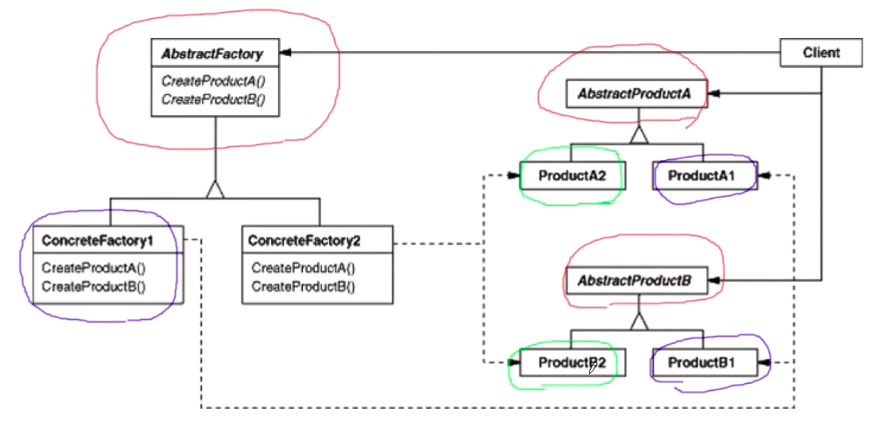 AbstractFactory
CreateProductA()
CreateProductB()
Client
AbstractProductA
ProductA2
ProductA1
ConcreteFactory1
CreateProductA()
CreateProductB()
ConcreteFactory2
CreateProductA()
CreateProductB()
AbstractProductB
ProductB2
ProductB1